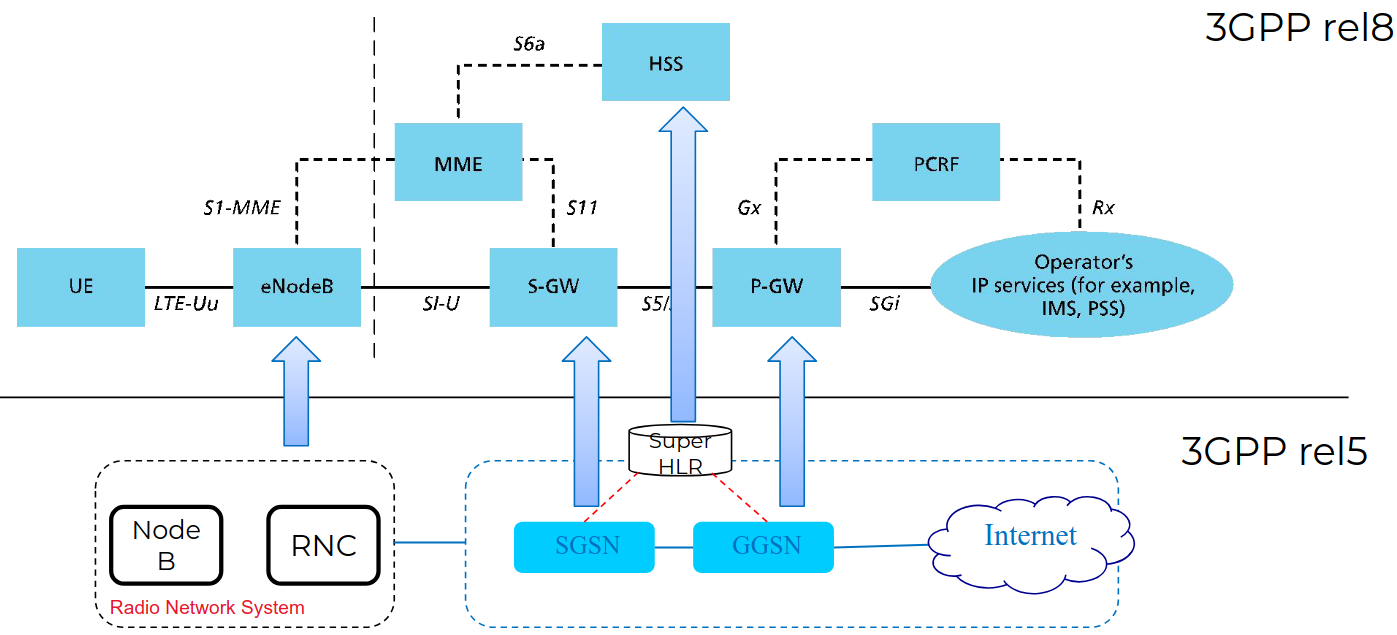 3GPP rel8
S6a
HSS
MME
PCRF
S1-MME
S11
Gx
Rx
UE
LTE-Uu
eNodeB
SI-U
S-GW
S5/
P-GW
SGi
Operator's
IP services (for example,
IMS, PSS)
3GPP rel5
Super
HLR
Node
B
RNC
Radio Network System
SGSN
GGSN
Internet